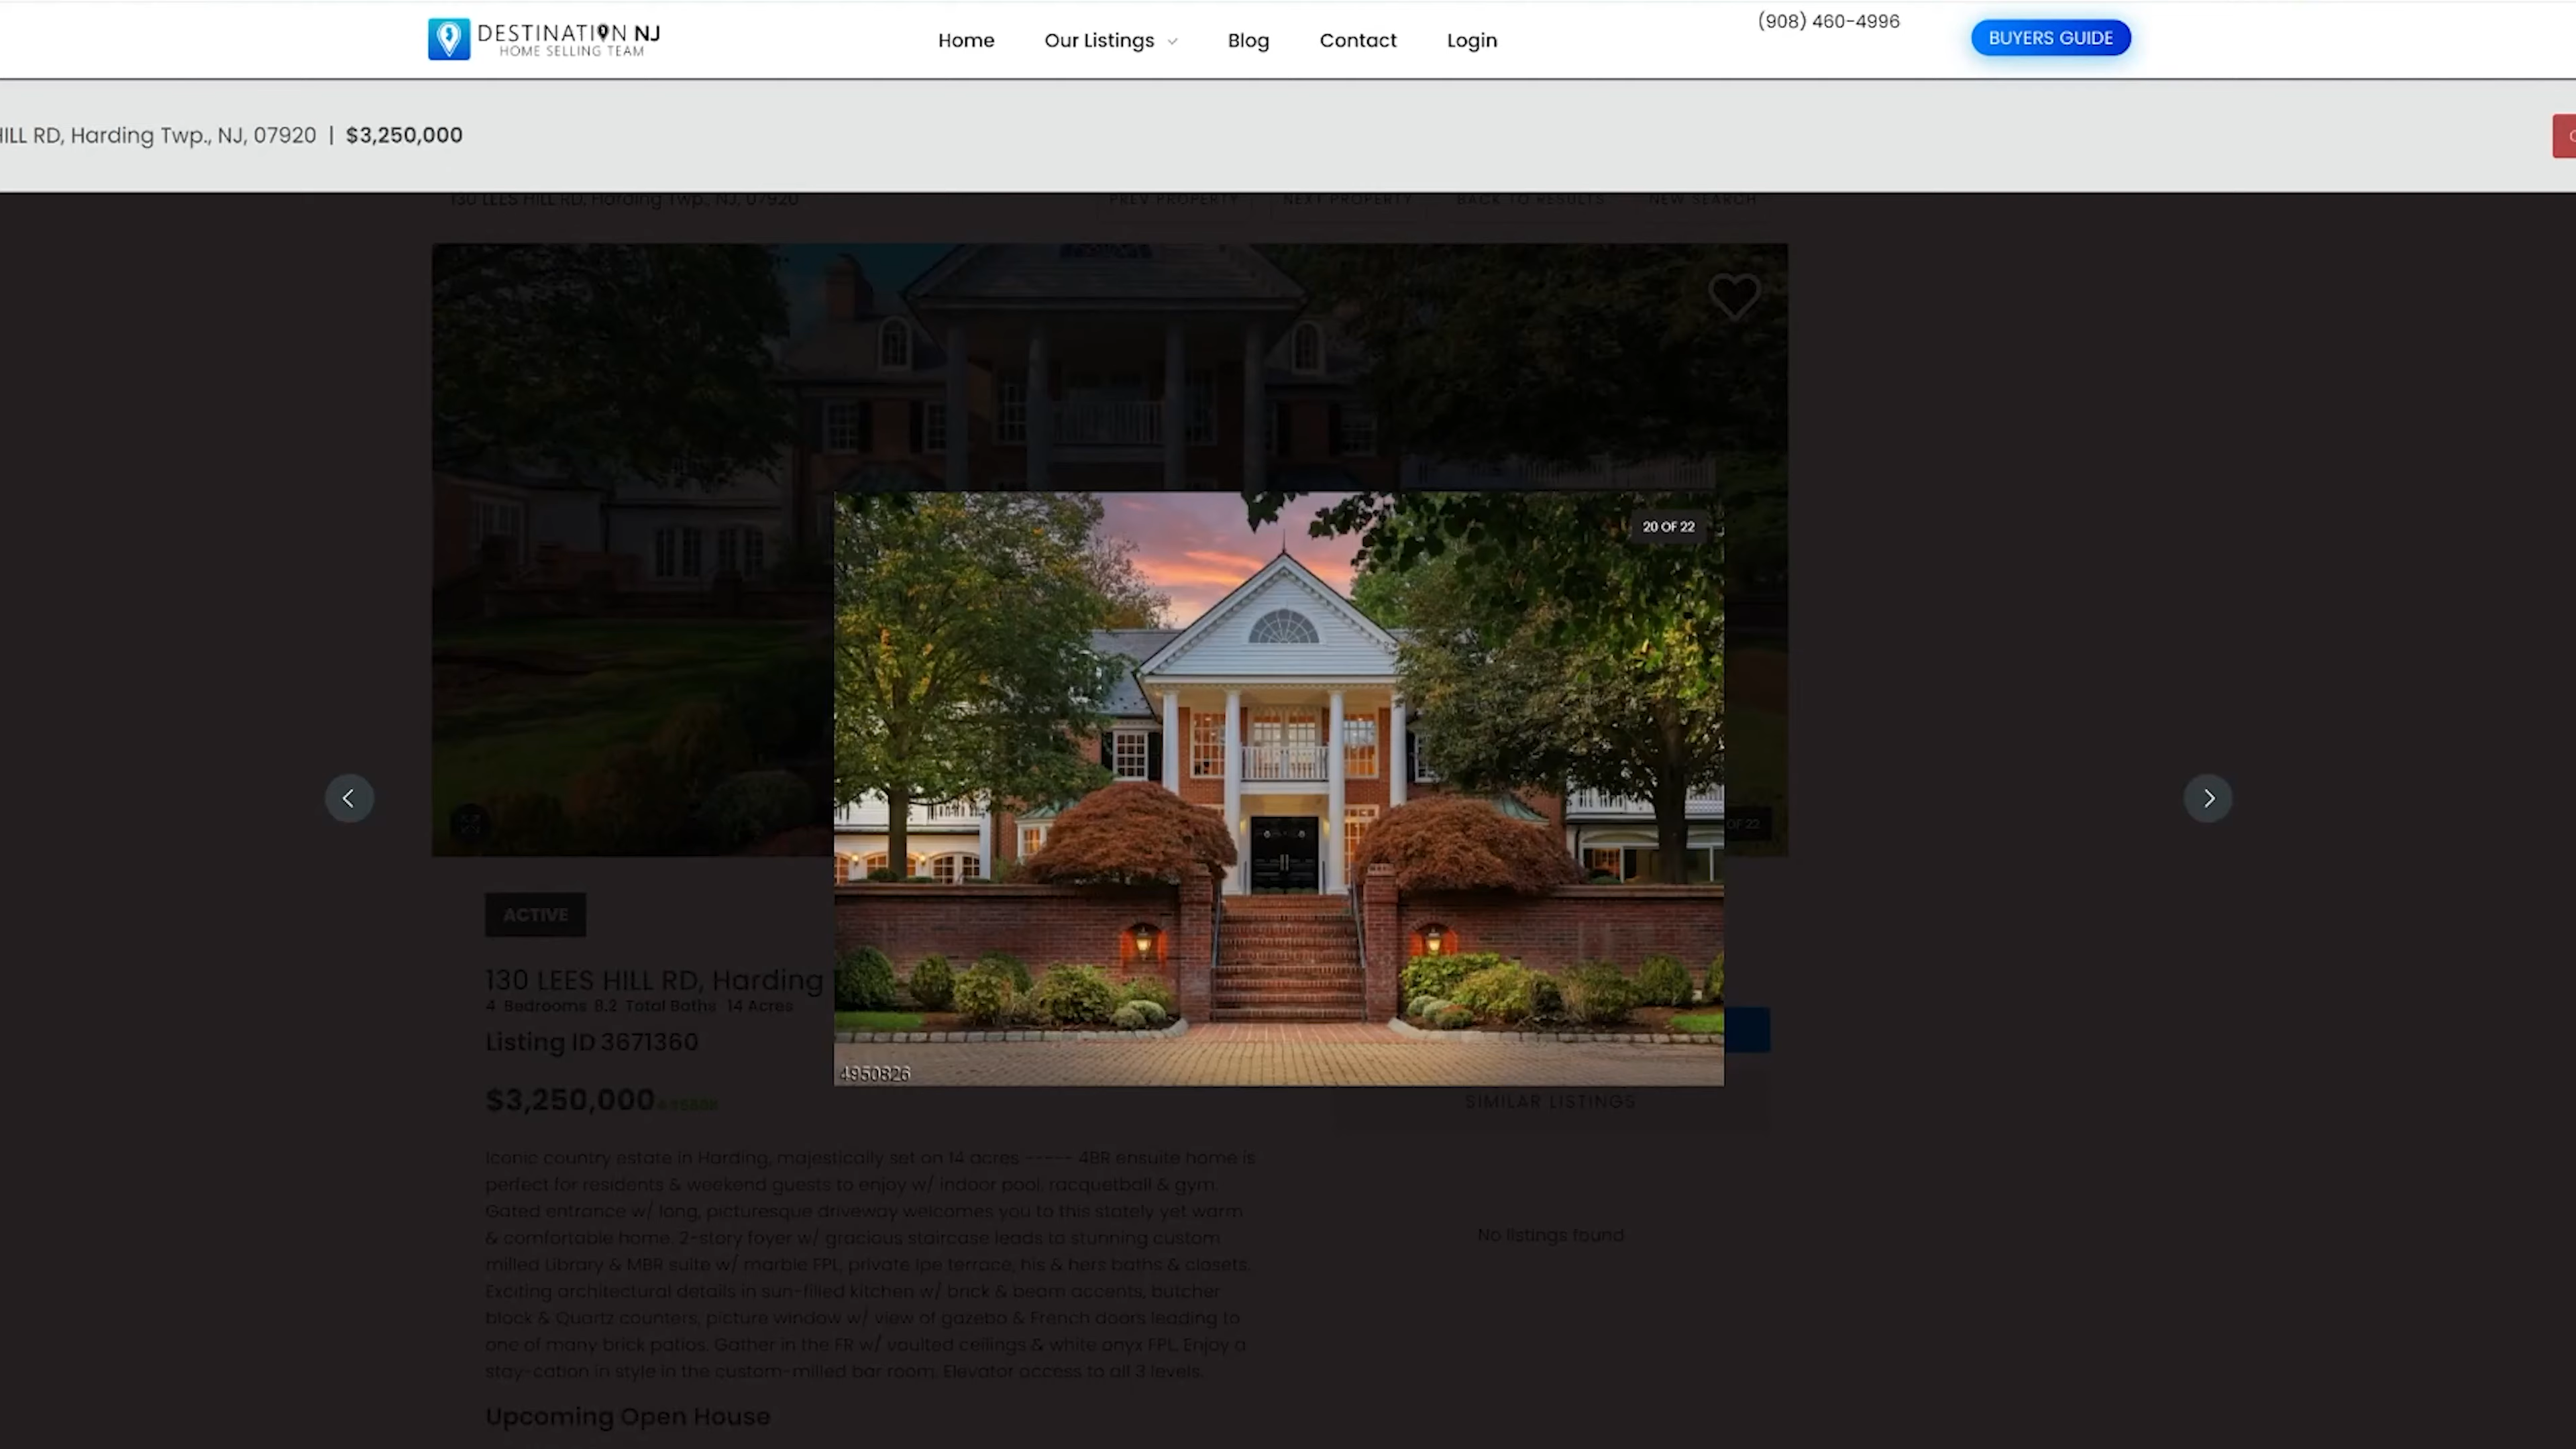 DESTINATION NJ
HOME SELLING TEAM
Home
Our Listings
Blog
Contact
Login
(908) 460-4996
BUYERS GUIDE
HILL RD, Harding Twp., NJ, 07920 | $3,250,000
130 LEES HILL RD, Harding Twp., NJ, 07920
PREV PROPERTY
NEXT PROPERTY
BACK TO RESULTS
NEW SEARCH
20 OF 22
OF 22
4950826
ACTIVE
130 LEES HILL RD, Harding
4 Bedrooms 8.2 Total Baths 14 Acres
Listing ID 3671360
$3,250,000
SIMILAR LISTINGS
No listings found
Iconic country estate in Harding, majestically set on 14 acres ----- 4BR ensuite home is
perfect for residents & weekend guests to enjoy w/ indoor pool, racquetball & gym.
Gated entrance w/ long, picturesque driveway welcomes you to this stately yet warm
& comfortable home. 2-story foyer w/ gracious staircase leads to stunning custom
milled Library & MBR suite w/ marble FPL, private Ipe terrace, his & hers baths & closets.
Exciting architectural details in sun-filled kitchen w/ brick & beam accents, butcher
block & Quartz counters, picture window w/ view of gazebo & French doors leading to
one of many brick patios. Gather in the FR w/ vaulted ceilings & white onyx FPL. Enjoy a
stay-cation in style in the custom-milled bar room. Elevator access to all 3 levels.
Upcoming Open House